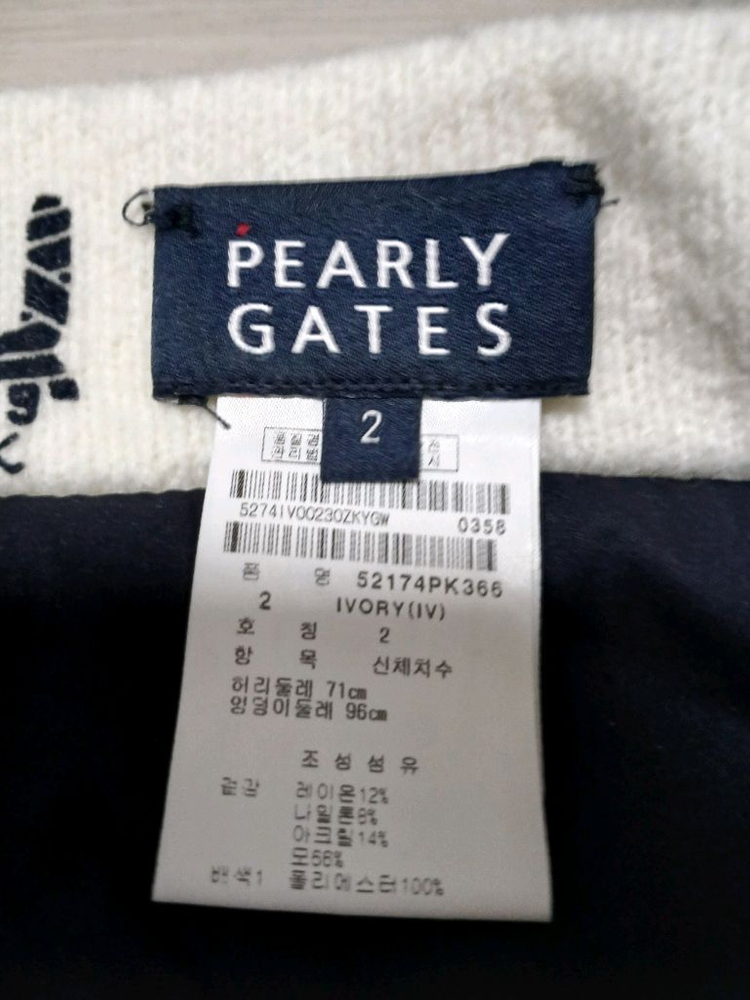 PEARLY
GATES
2
5274IV00230ZKYGW 0358
품 명 52174PK366
2 IVORY(IV)
호 칭 2
항 목 신체치수
허리둘레 71cm
엉덩이둘레 96cm
조성섬유
겉감 레이온12%
나일론8%
아크릴14%
모66%
배색1 폴리에스터100%